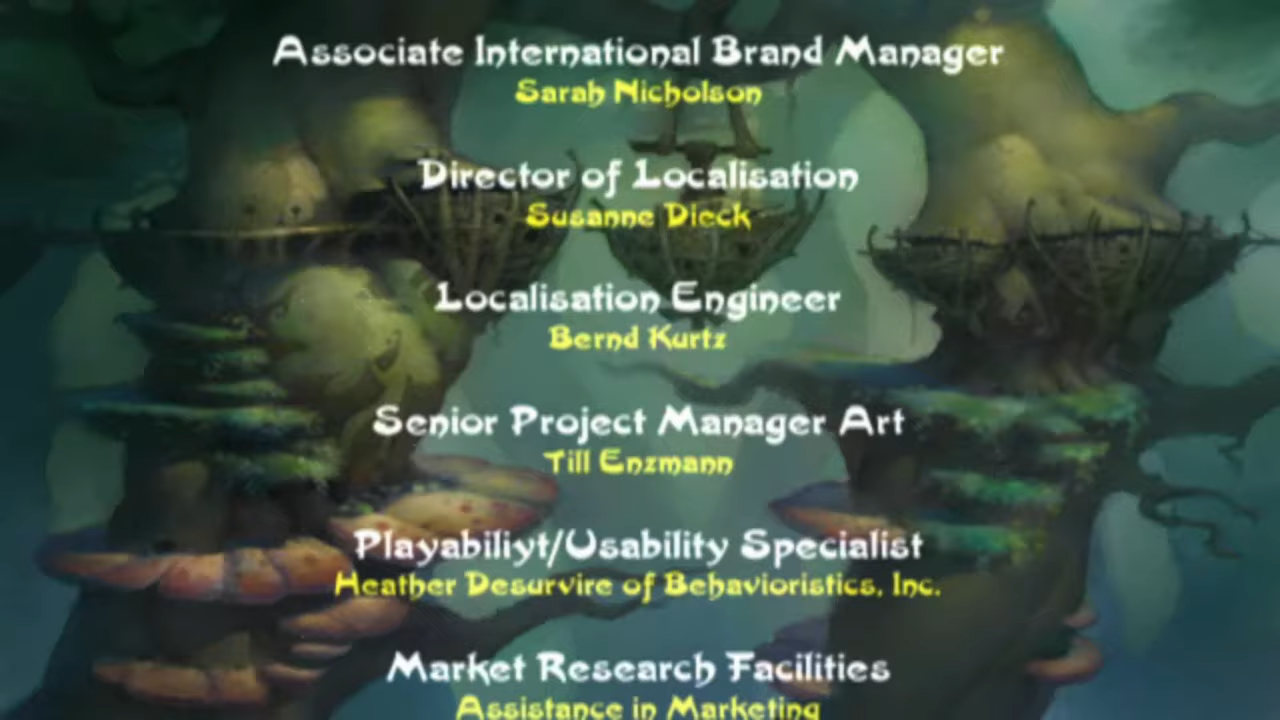 Associate International Brand Manager
Sarah Nicholson
Director of Localisation
Susanne Dieck
Localisation Engineer
Bernd Kurtz
Senior Project Manager Art
Till Enzmann
Playabiliyt/Usability Specialist
Heather Desurvire of Behavioristics, Inc.
Market Research Facilities
Assistance in Marketing